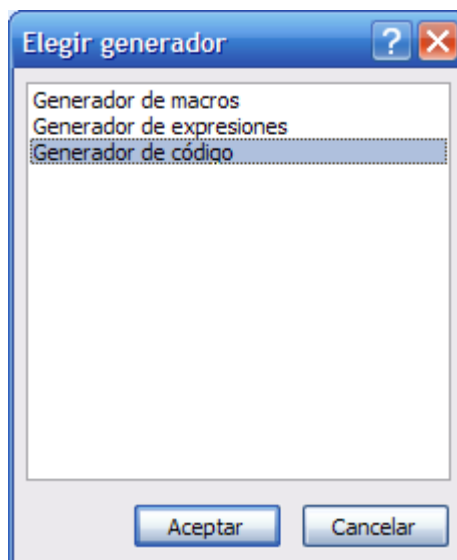 Elegir generador
?
Generador de macros
Generador de expresiones
Generador de código
Aceptar
Cancelar